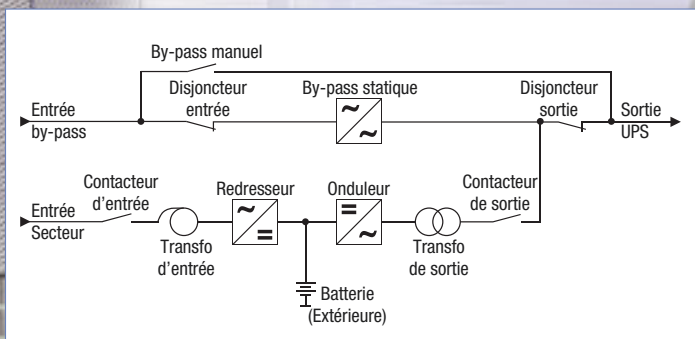 By-pass manuel
Entrée
by-pass
Disjoncteur
entrée
By-pass statique
Disjoncteur
sortie
Sortie
UPS
Entrée
Secteur
Contacteur
d'entrée
Transfo
d'entrée
Redresseur
Onduleur
Transfo
de sortie
Contacteur
de sortie
Batterie
(Extérieure)